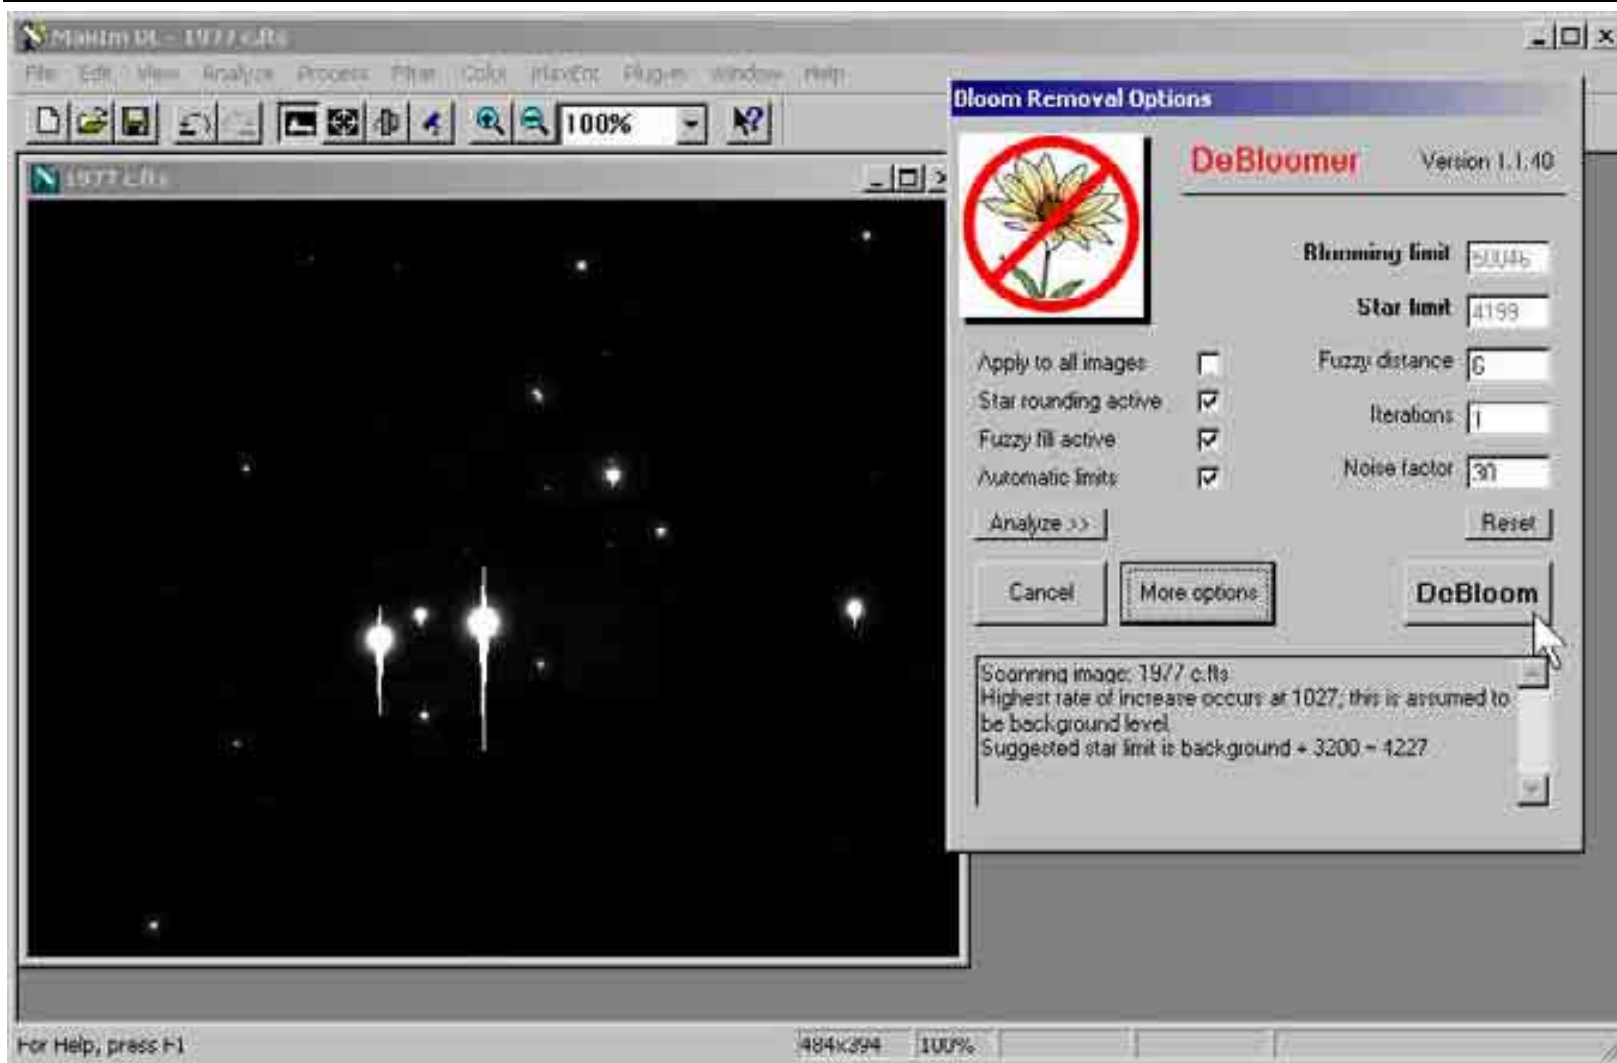 MaxIm DL - 1977 c.fts
File Edit View Analyze Process Filter Color MaxEnt Plug-in Window Help
100%
1977 c.fts
Bloom Removal Options
DeBloomer
Version 1.1.40
Blooming limit 50046
Star limit 4199
Apply to all images
Fuzzy distance 6
Star rounding active
Iterations 1
Fuzzy fill active
Automatic limits
Noise factor 30
Analyze >>
Reset
Cancel
More options
DeBloom
Scanning image: 1977 c.fts
Highest rate of increase occurs at 1027; this is assumed to
be background level.
Suggested star limit is background + 3200 = 4227
For Help, press F1
484x394
100%